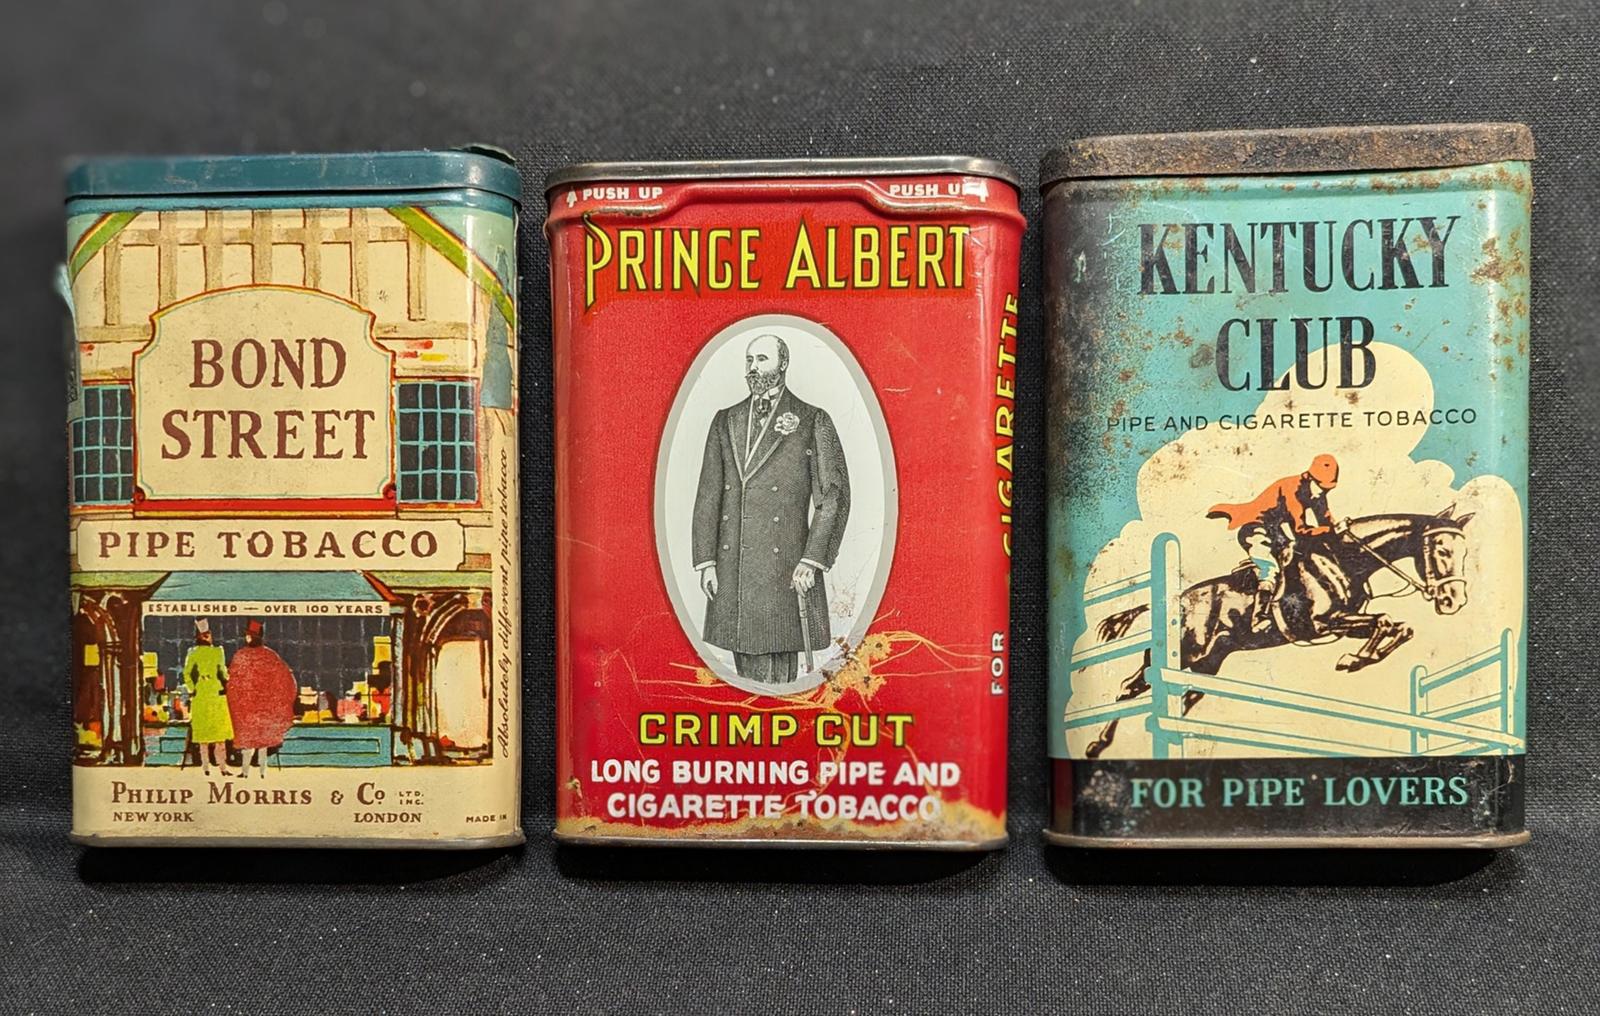 BOND
STREET
PIPE TOBACCO
ESTABLISHED — OVER 100 YEARS
PHILIP MORRIS & Co LTD. INC.
NEW YORK LONDON
MADE IN
Absolutely different pipe tobacco
PUSH UP PUSH UP
PRINCE ALBERT
CRIMP CUT
LONG BURNING PIPE AND
CIGARETTE TOBACCO
FOR CIGARETTE
KENTUCKY
CLUB
PIPE AND CIGARETTE TOBACCO
FOR PIPE LOVERS